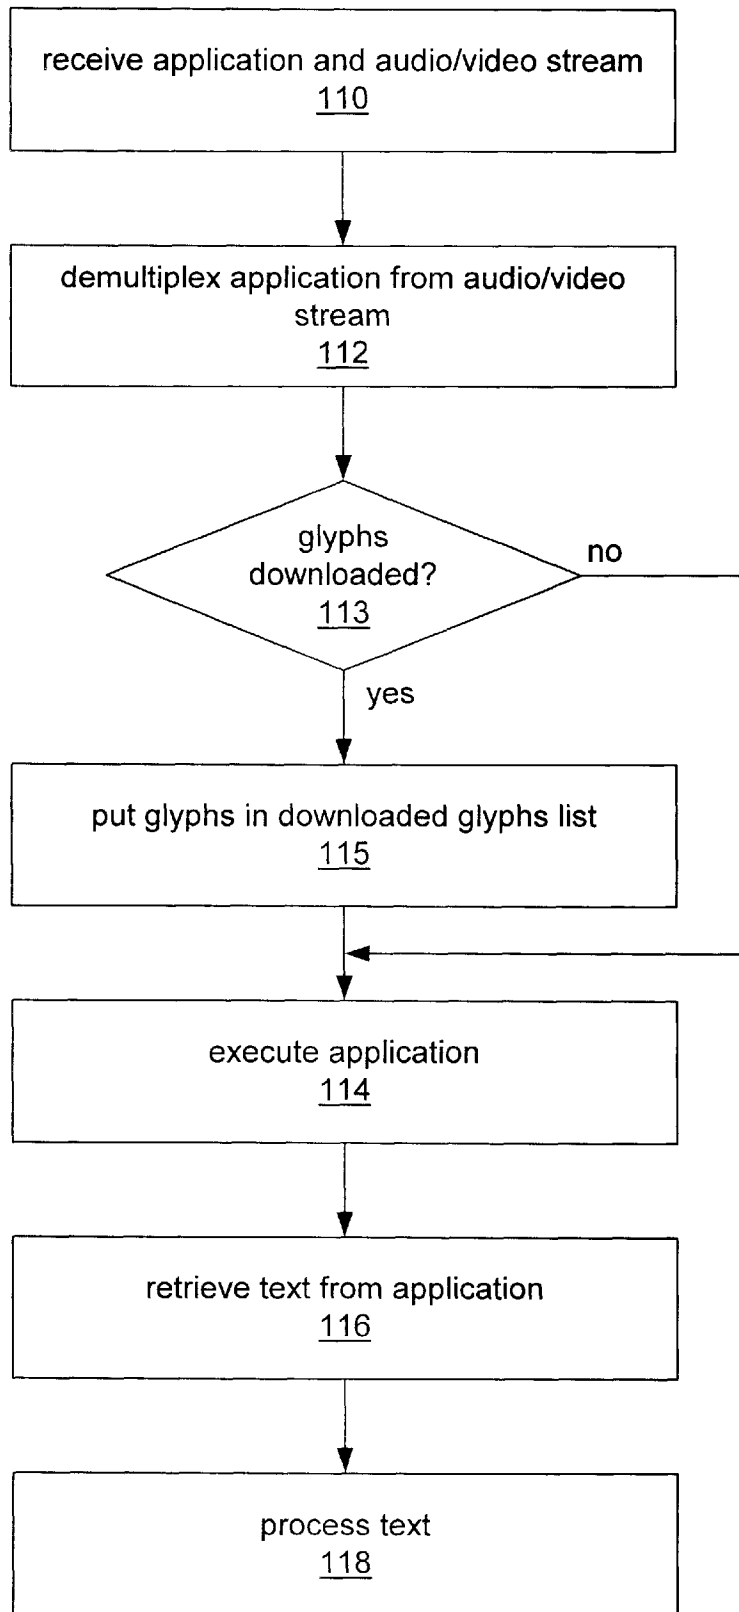 receive application and audio/video stream
110
demultiplex application from audio/video
stream
112
glyphs
downloaded?
113
no
yes
put glyphs in downloaded glyphs list
115
execute application
114
retrieve text from application
116
process text
118